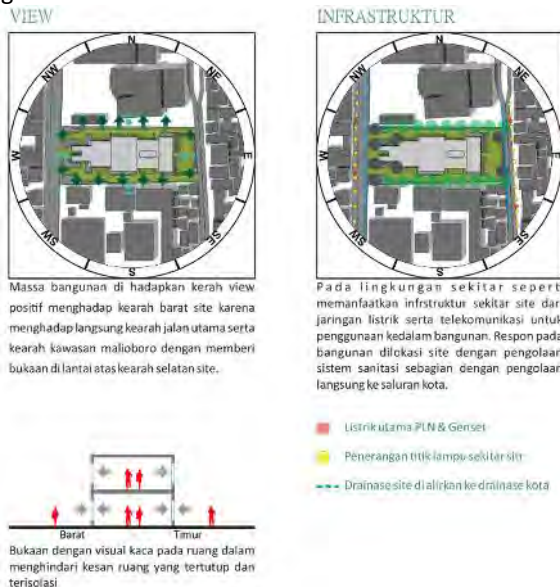 VIEW
N
NW
NE
W
E
SW
SE
S
Massa bangunan di hadapkan kerah view
positif menghadap kearah barat site karena
menghadap langsung kearah jalan utama serta
kearah kawasan malioboro dengan memberi
bukaan di lantai atas kearah selatan site.
Barat
Timur
Bukaan dengan visual kaca pada ruang dalam
menghindari kesan ruang yang tertutup dan
terisolasi
INFRASTRUKTUR
N
NW
NE
W
E
SW
SE
S
Pada lingkungan sekitar sepert
memanfaatkan infrstruktur sekitar site dar
jaringan listrik serta telekomunikasi untuk
penggunaan kedalam bangunan. Respon pada
bangunan dilokasi site dengan pengolaan
sistem sanitasi sebagian dengan pengolaan
langsung ke saluran kota.
Listrik utama PLN & Genset
Penerangan titik lampu sekitar site
Drainase site di alirkan ke drainase kota